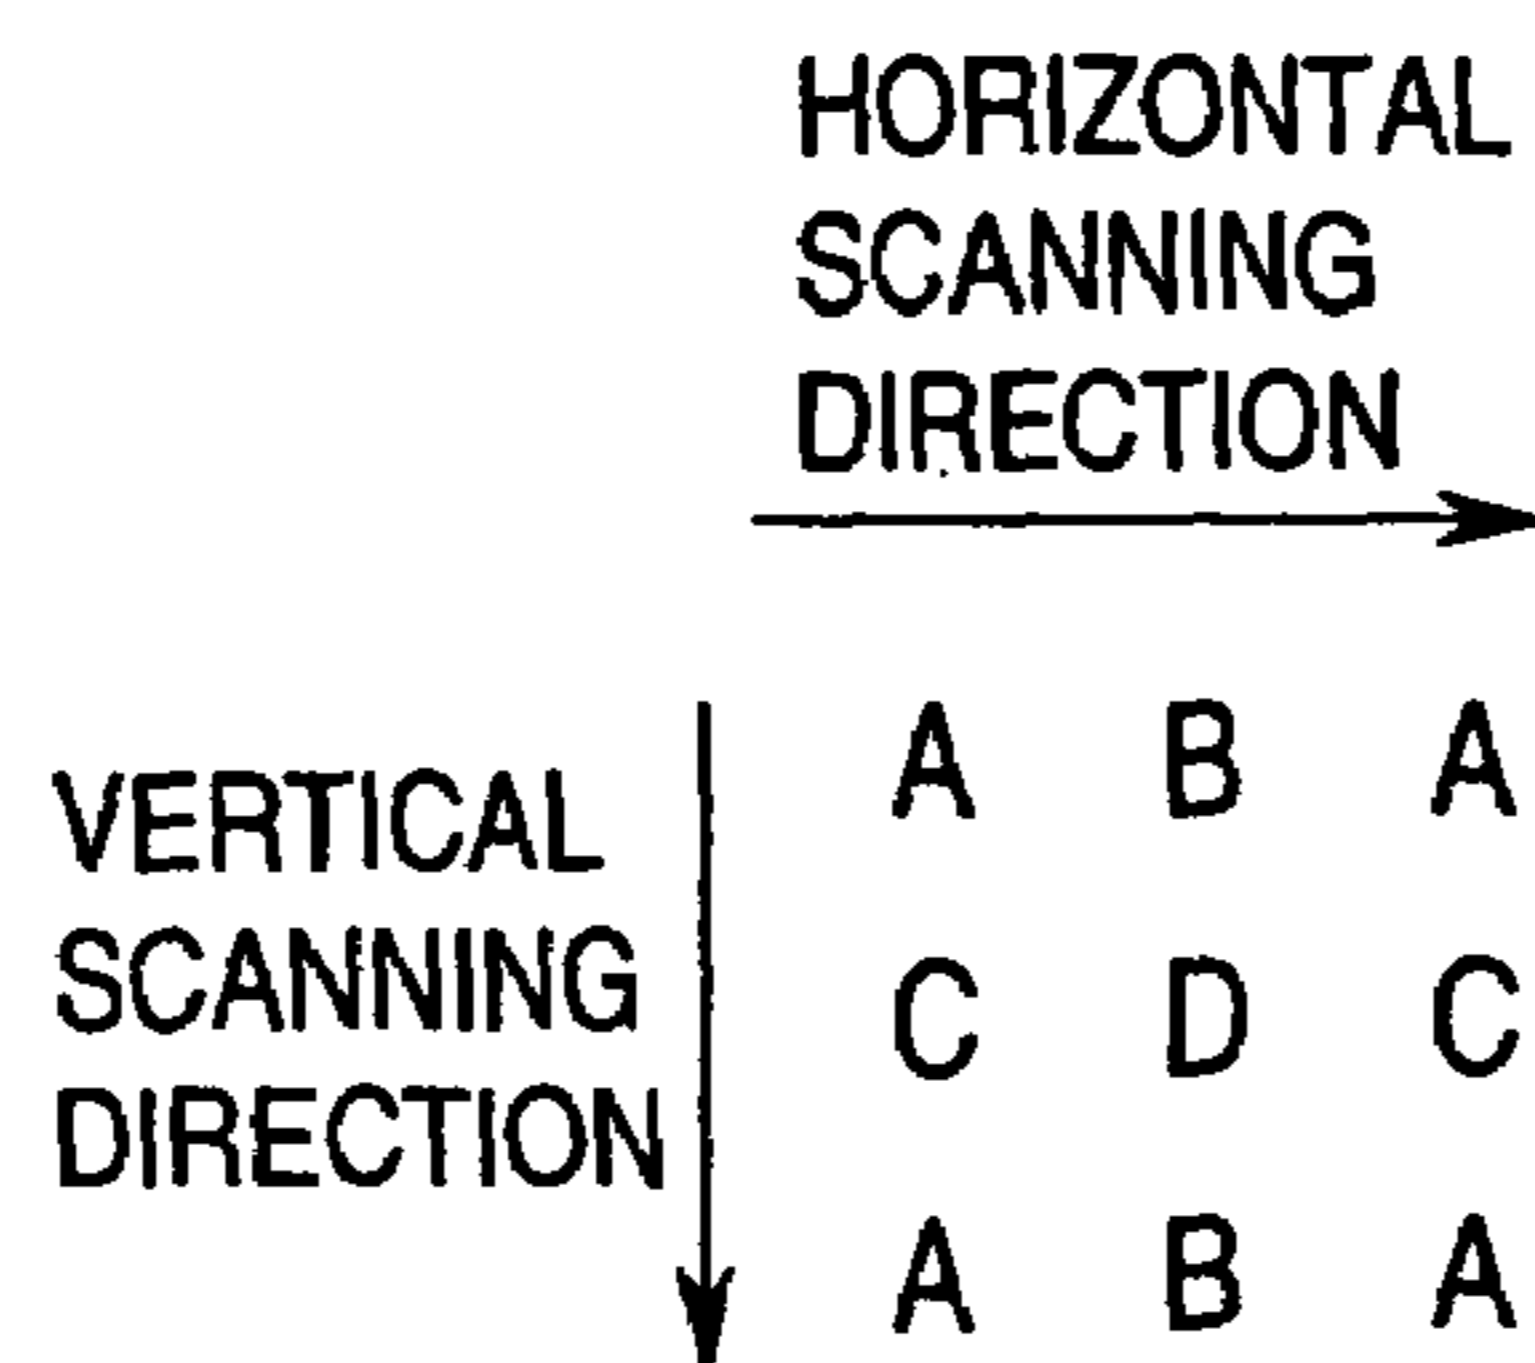 HORIZONTAL
SCANNING
DIRECTION
A B A
VERTICAL
SCANNING
DIRECTION
C D C
A B A